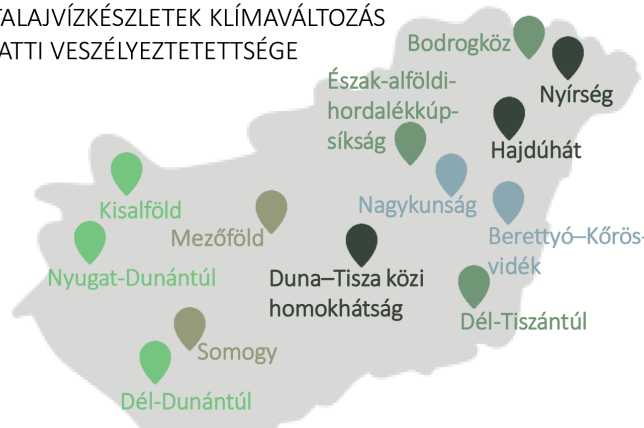 TALAJVÍZKÉSZLETEK KLÍMAVÁLTOZÁS
ATTI VESZÉLYEZTETETTSÉGE
Bodrogköz
Nyírség
Észak-alföldi-
hordalékkúp-
síkság
Hajdúhát
Kisalföld
Nagykunság
Mezőföld
Berettyó–Kőrös-
vidék
Nyugat-Dunántúl
Duna–Tisza közi
homokhátság
Dél-Tiszántúl
Somogy
Dél-Dunántúl